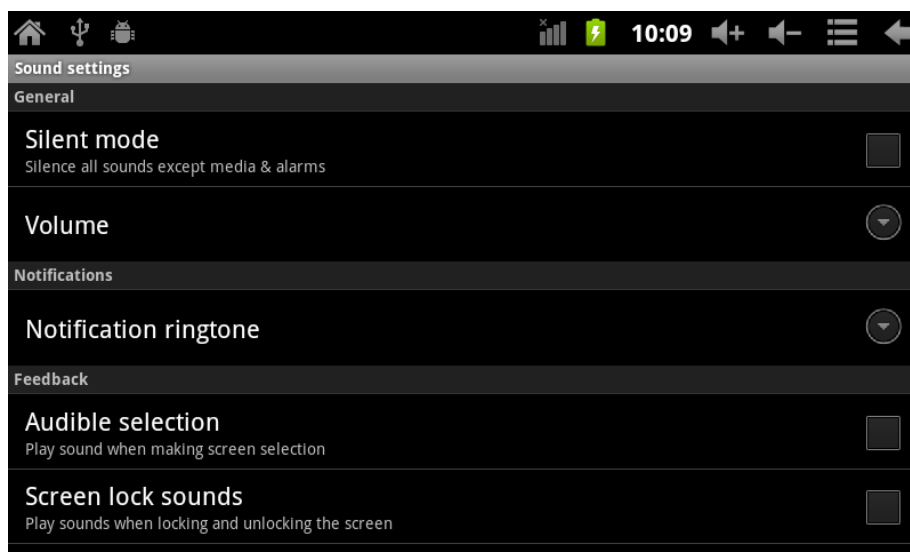 10:09
Sound settings
General
Silent mode
Silence all sounds except media & alarms
Volume
Notifications
Notification ringtone
Feedback
Audible selection
Play sound when making screen selection
Screen lock sounds
Play sounds when locking and unlocking the screen